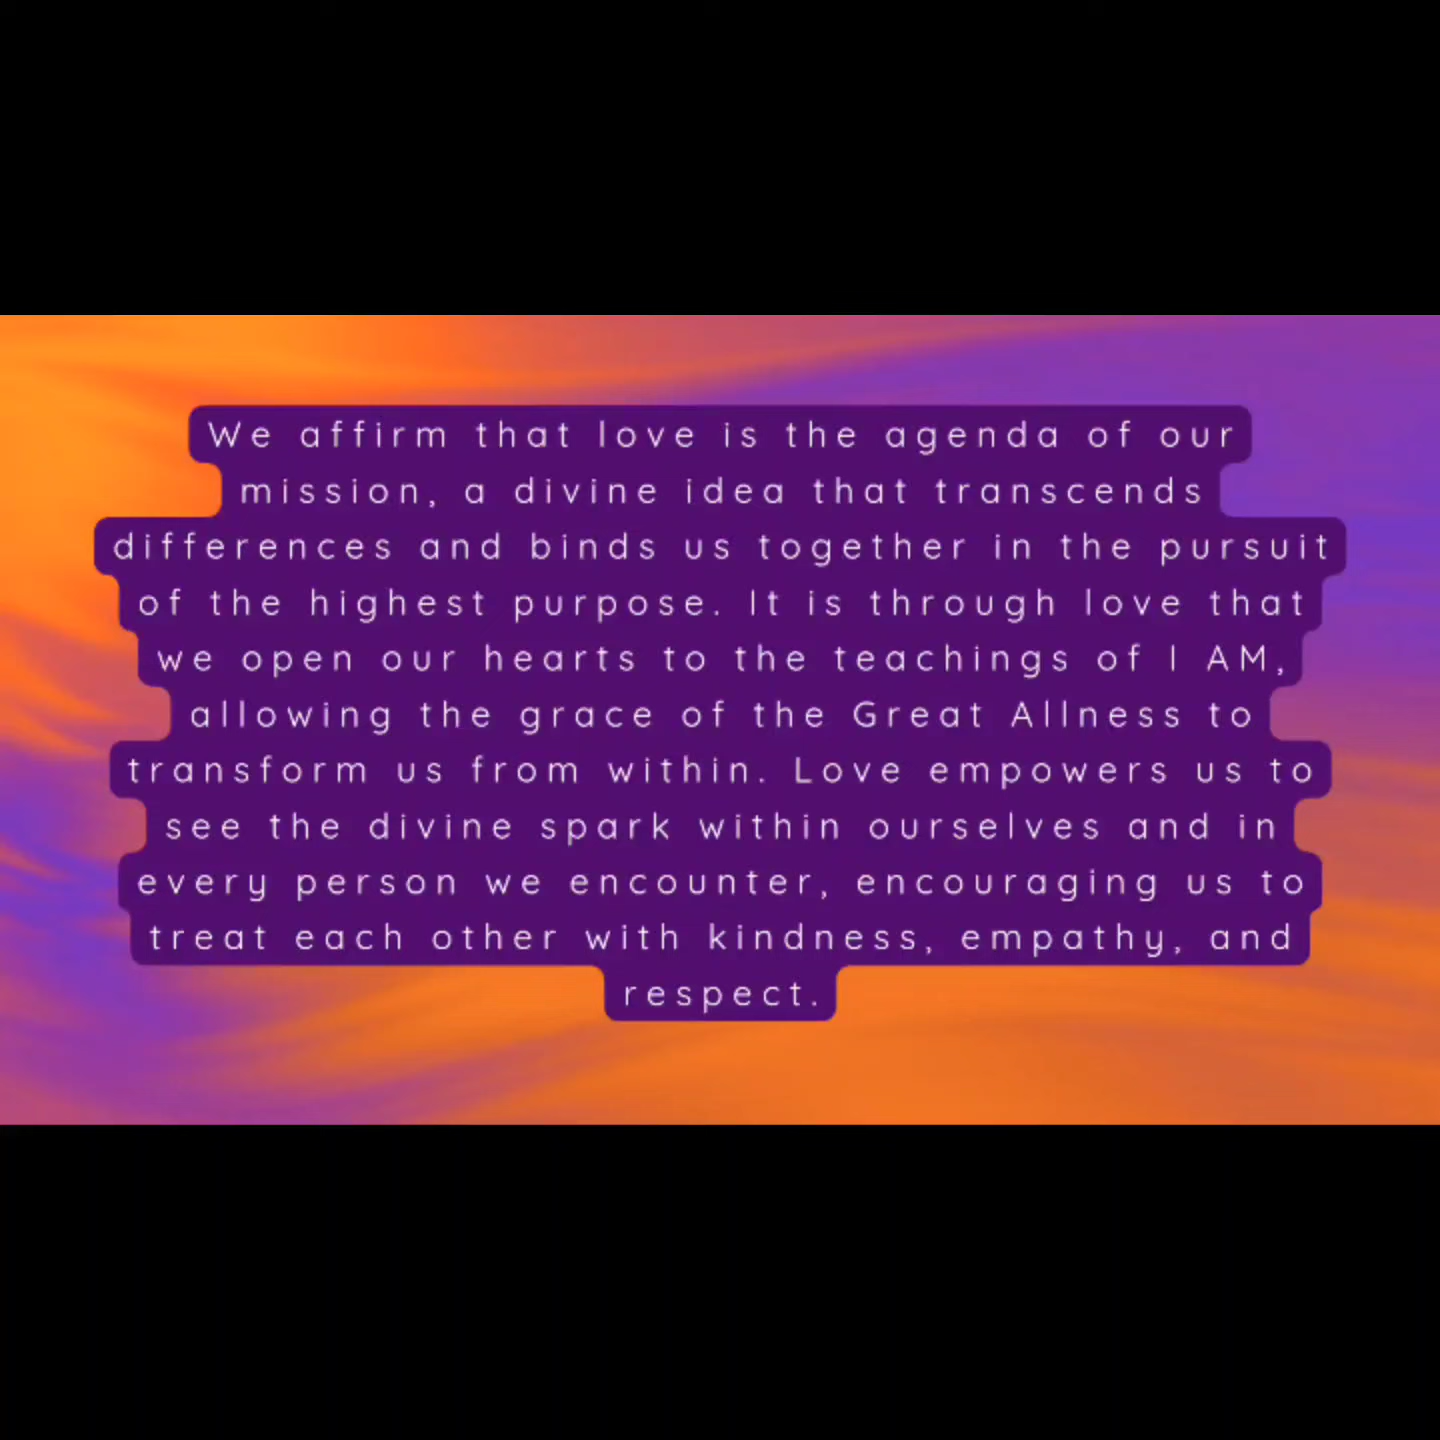 We affirm that love is the agenda of our
mission, a divine idea that transcends
differences and binds us together in the pursuit
of the highest purpose. It is through love that
we open our hearts to the teachings of I AM,
allowing the grace of the Great Allness to
transform us from within. Love empowers us to
see the divine spark within ourselves and in
every person we encounter, encouraging us to
treat each other with kindness, empathy, and
respect.